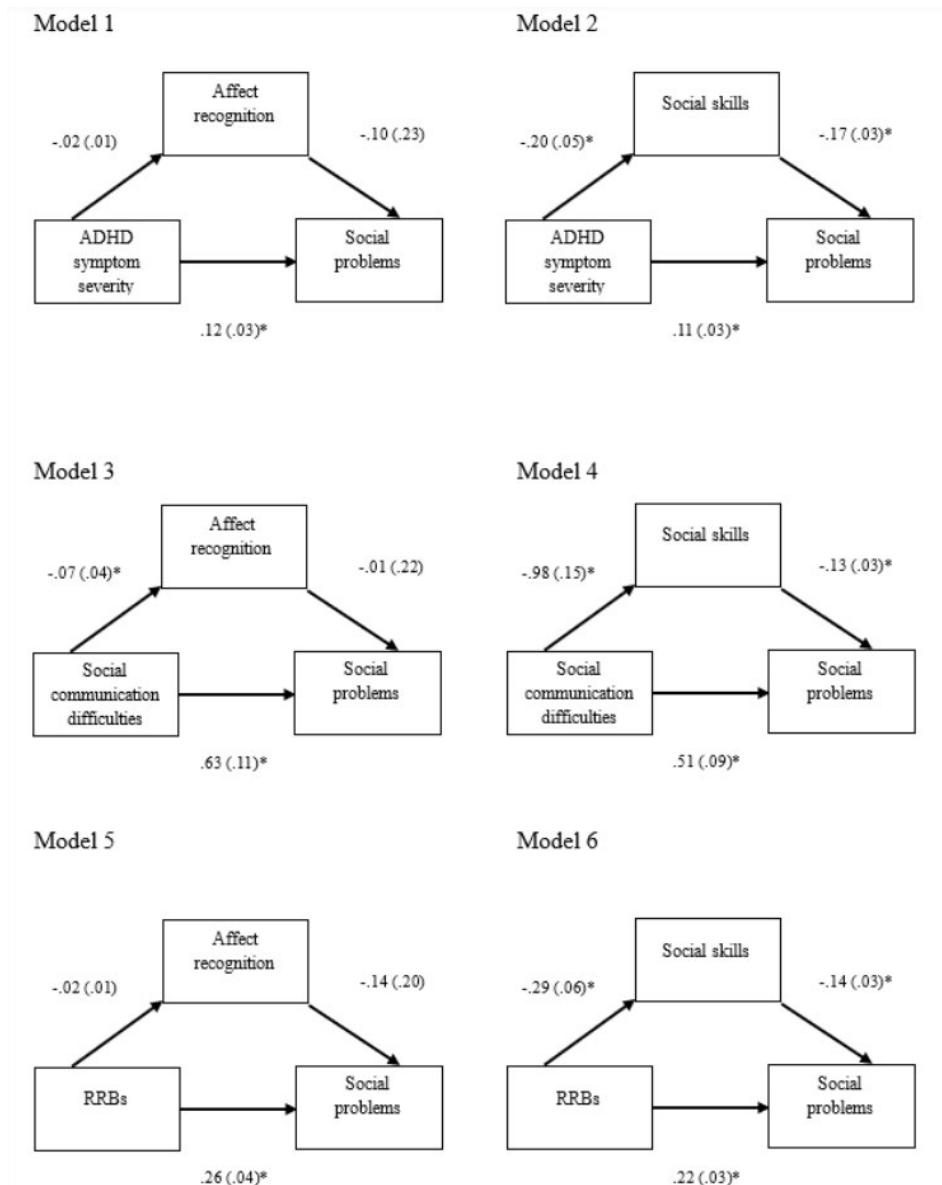 Model 1
Affect
recognition
-.02 (.01)
-.10 (.23)
ADHD
symptom
severity
Social
problems
.12 (.03)*
Model 2
Social skills
-.20 (.05)*
-.17 (.03)*
ADHD
symptom
severity
Social
problems
.11 (.03)*
Model 3
Affect
recognition
-.07 (.04)*
-.01 (.22)
Social
communication
difficulties
Social
problems
.63 (.11)*
Model 4
Social skills
-.98 (.15)*
-.13 (.03)*
Social
communication
difficulties
Social
problems
.51 (.09)*
Model 5
Affect
recognition
-.02 (.01)
-.14 (.20)
RRBs
Social
problems
.26 (.04)*
Model 6
Social skills
-.29 (.06)*
-.14 (.03)*
RRBs
Social
problems
.22 (.03)*